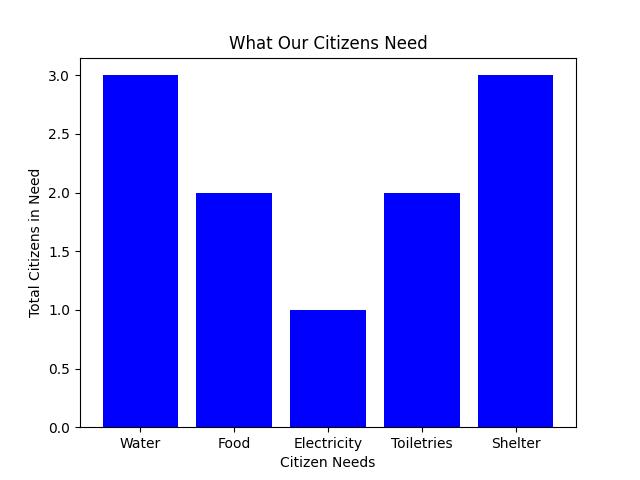 What Our Citizens Need
Total Citizens in Need
3.0
2.5
2.0
1.5
1.0
0.5
0.0
Water Food Electricity Toiletries Shelter
Citizen Needs